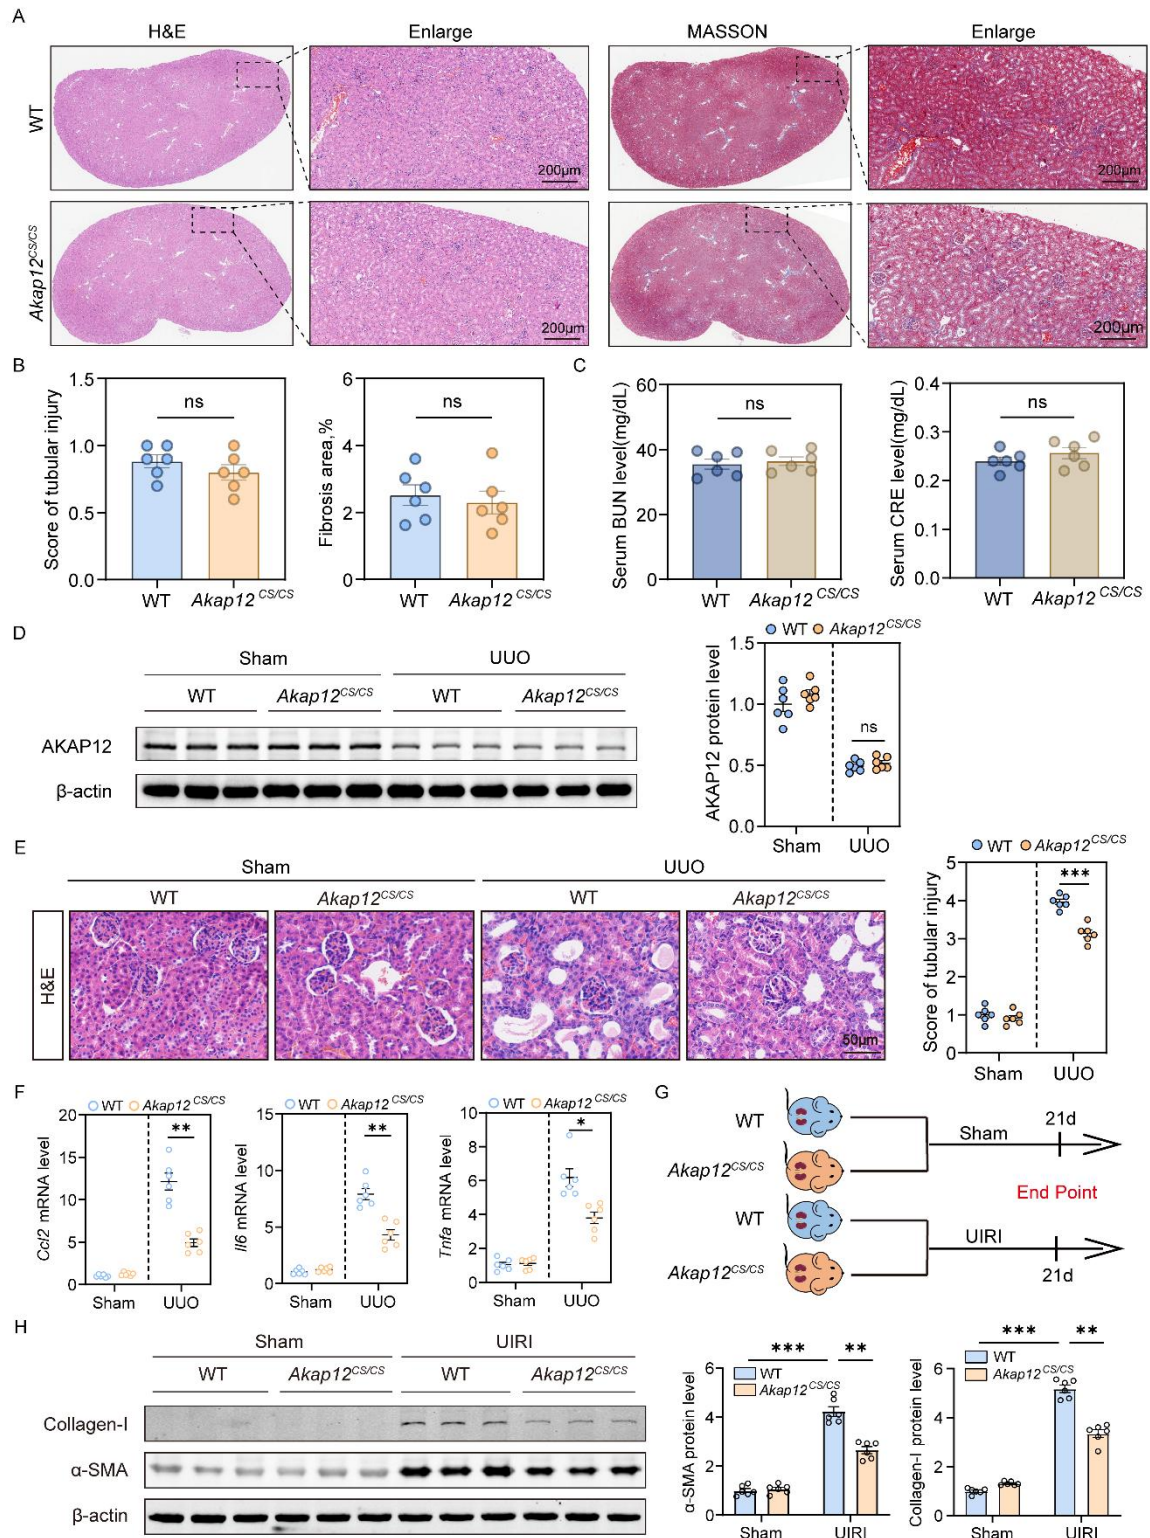 A
H&E
Enlarge
MASSON
Enlarge
WT
200μm
200μm
Akap12CS/CS
200μm
200μm
B
Score of tubular injury
1.5
1.0
0.5
0.0
ns
WT
Akap12 CS/CS
Fibrosis area,%
6
4
2
0
ns
WT
Akap12 CS/CS
C
Serum BUN level(mg/dL)
60
40
20
0
ns
WT
Akap12 CS/CS
Serum CRE level(mg/dL)
0.4
0.3
0.2
0.1
0.0
ns
WT
Akap12 CS/CS
D
Sham
UUO
WT
Akap12CS/CS
WT
Akap12CS/CS
AKAP12
β-actin
WT Akap12CS/CS
AKAP12 protein level
1.5
1.0
0.5
0.0
ns
Sham
UUO
E
Sham
UUO
WT
Akap12CS/CS
WT
Akap12CS/CS
H&E
50μm
WT Akap12CS/CS
Score of tubular injury
5
4
3
2
1
0
***
Sham
UUO
F
WT Akap12CS/CS
Ccl2 mRNA level
20
15
10
5
0
**
Sham
UUO
WT Akap12CS/CS
Il6 mRNA level
15
10
5
0
**
Sham
UUO
WT Akap12CS/CS
Tnfa mRNA level
10
8
6
4
2
0
*
Sham
UUO
G
WT
Akap12CS/CS
Sham
21d
End Point
WT
Akap12CS/CS
UIRI
21d
H
Sham
UIRI
WT
Akap12CS/CS
WT
Akap12CS/CS
Collagen-I
α-SMA
β-actin
*** **
WT
Akap12CS/CS
α-SMA protein level
6
4
2
0
Sham
UIRI
*** **
WT
Akap12CS/CS
Collagen-I protein level
6
4
2
0
Sham
UIRI